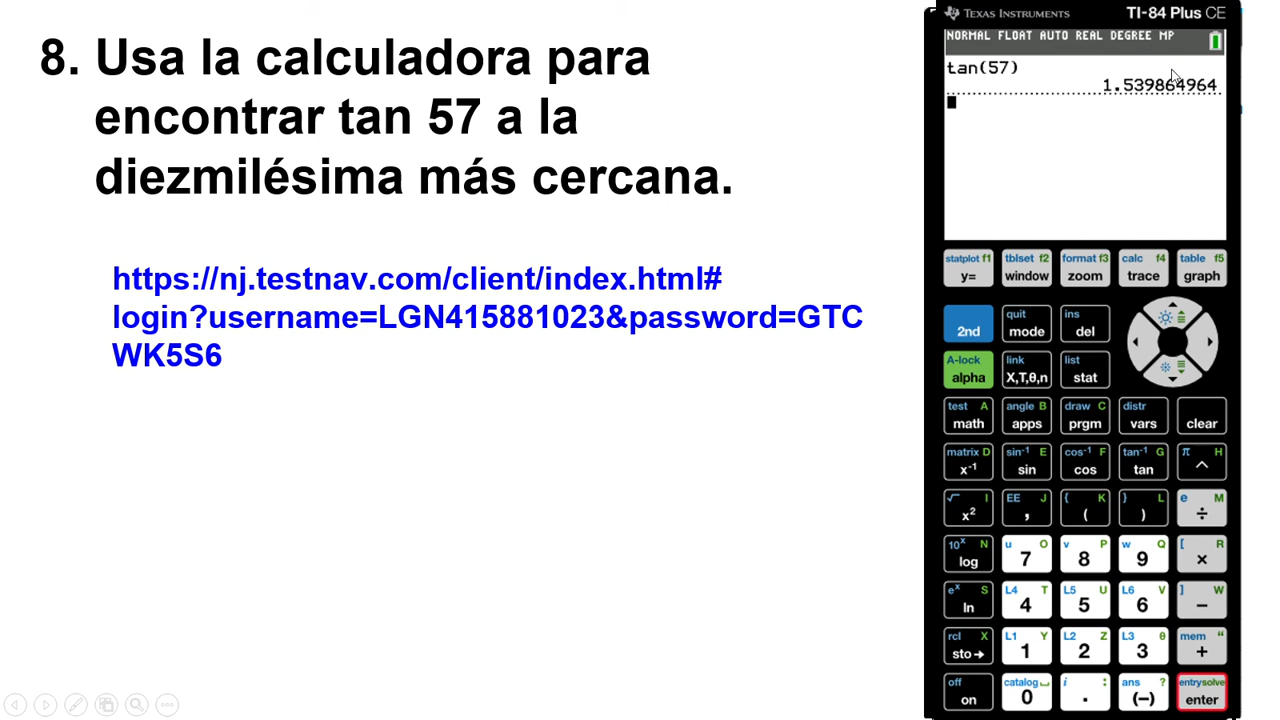 8. Usa la calculadora para
encontrar tan 57 a la
diezmilésima más cercana.
https://nj.testnav.com/client/index.html#
login?username=LGN415881023&password=GTC
WK5S6
TEXAS INSTRUMENTS TI-84 Plus CE
NORMAL FLOAT AUTO REAL DEGREE MP
tan(57)
1.539864964
statplot f1 tblset f2 format f3 calc f4 table f5
y= window zoom trace graph
quit ins
2nd mode del
A-lock link list
alpha X,T,θ,n stat
test A angle B draw C distr
math apps prgm vars clear
matrix D sin⁻¹ E cos⁻¹ F tan⁻¹ G π H
x⁻¹ sin cos tan ^
√ I EE J { K } L e M
x² , ( ) ÷
10ˣ N u O v P w Q [ R
log 7 8 9 ×
eˣ S L4 T L5 U L6 V ] W
ln 4 5 6 −
rcl X L1 Y L2 Z L3 θ mem "
sto→ 1 2 3 +
off catalog i : ans ? entry solve
on 0 . (−) enter